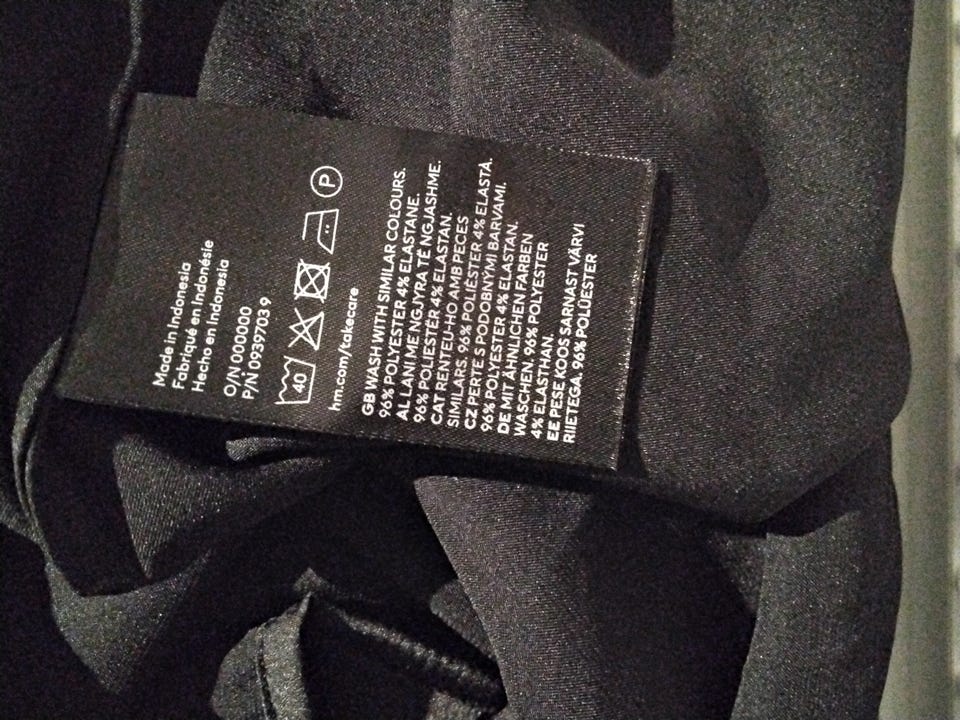 Made in Indonesia
Fabriqué en Indonésie
Hecho en Indonesia
O/N 000000
P/N 09397039
40
P
hm.com/takecare
GB WASH WITH SIMILAR COLOURS.
96% POLYESTER 4% ELASTANE.
AL LANI ME NGJYRA TË NGJASHME.
96% POLIESTËR 4% ELASTAN.
CAT RENTEU-HO AMB PECES
SIMILARS. 96% POLIÈSTER 4% ELASTÀ.
CZ PERTE S PODOBNÝMI BARVAMI.
96% POLYESTER 4% ELASTAN.
DE MIT ÄHNLICHEN FARBEN
WASCHEN. 96% POLYESTER
4% ELASTHAN.
EE PESE KOOS SARNAST VÄRVI
RIIETEGA. 96% POLÜESTER